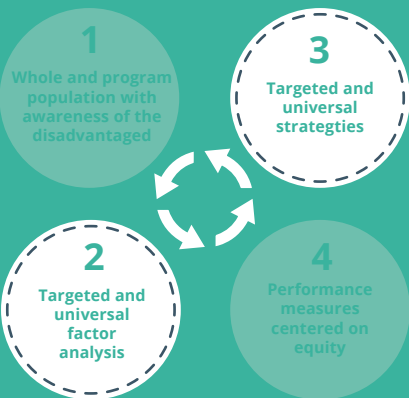 1
Whole and program
population with
awareness of the
disadvantaged
2
Targeted and
universal
factor
analysis
3
Targeted and
universal
strategties
4
Performance
measures
centered on
equity